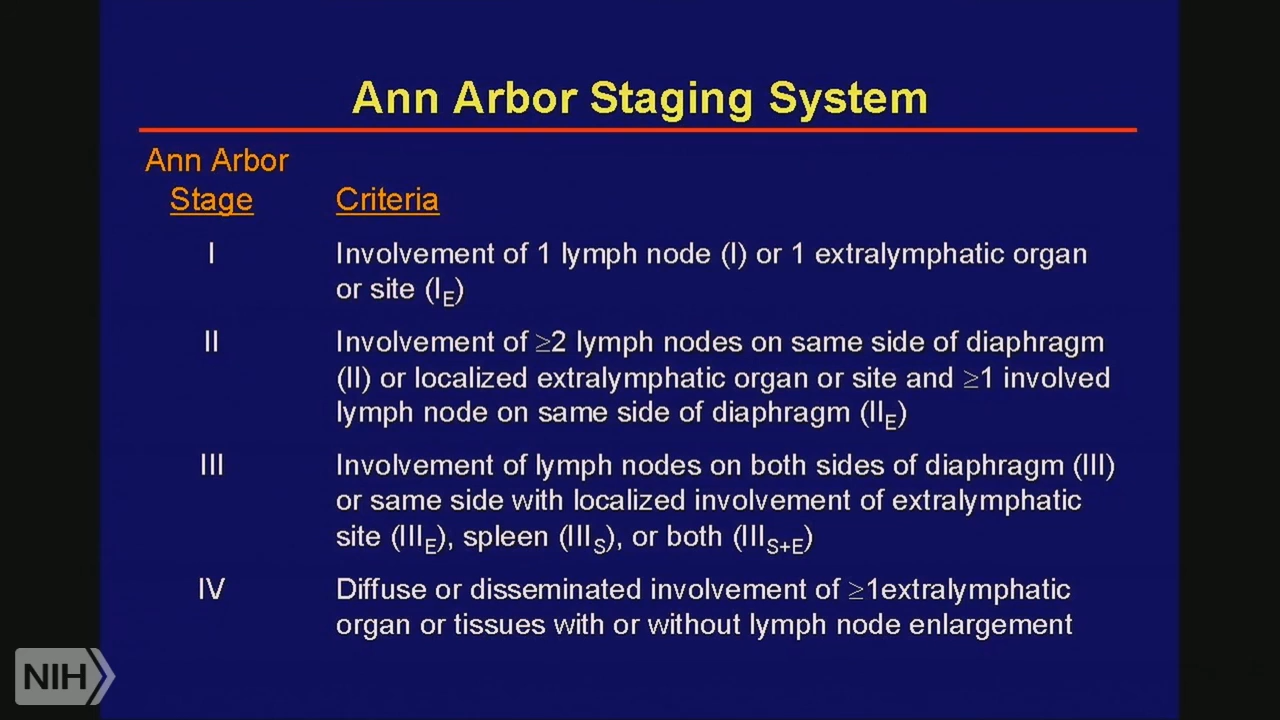 Ann Arbor Staging System
Ann Arbor
Stage Criteria
I Involvement of 1 lymph node (I) or 1 extralymphatic organ
or site (IE)
II Involvement of ≥2 lymph nodes on same side of diaphragm
(II) or localized extralymphatic organ or site and ≥1 involved
lymph node on same side of diaphragm (IIE)
III Involvement of lymph nodes on both sides of diaphragm (III)
or same side with localized involvement of extralymphatic
site (IIIE), spleen (IIIS), or both (IIIS+E)
IV Diffuse or disseminated involvement of ≥1extralymphatic
organ or tissues with or without lymph node enlargement
NIH